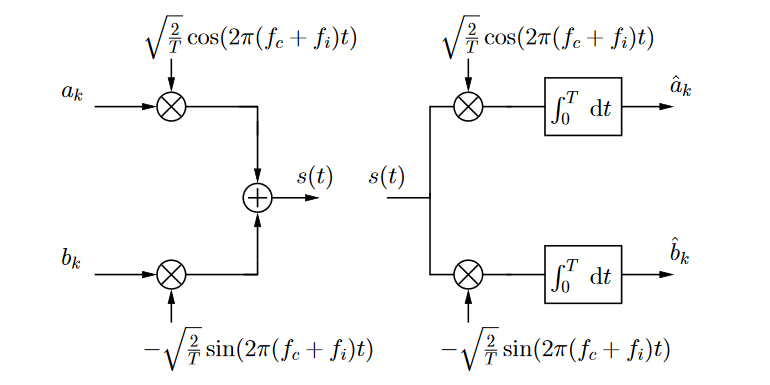 √(2/T) cos(2π(f_c + f_i)t)
√(2/T) cos(2π(f_c + f_i)t)
a_k
∫_0^T dt
â_k
s(t)
s(t)
b_k
∫_0^T dt
b̂_k
−√(2/T) sin(2π(f_c + f_i)t)
−√(2/T) sin(2π(f_c + f_i)t)